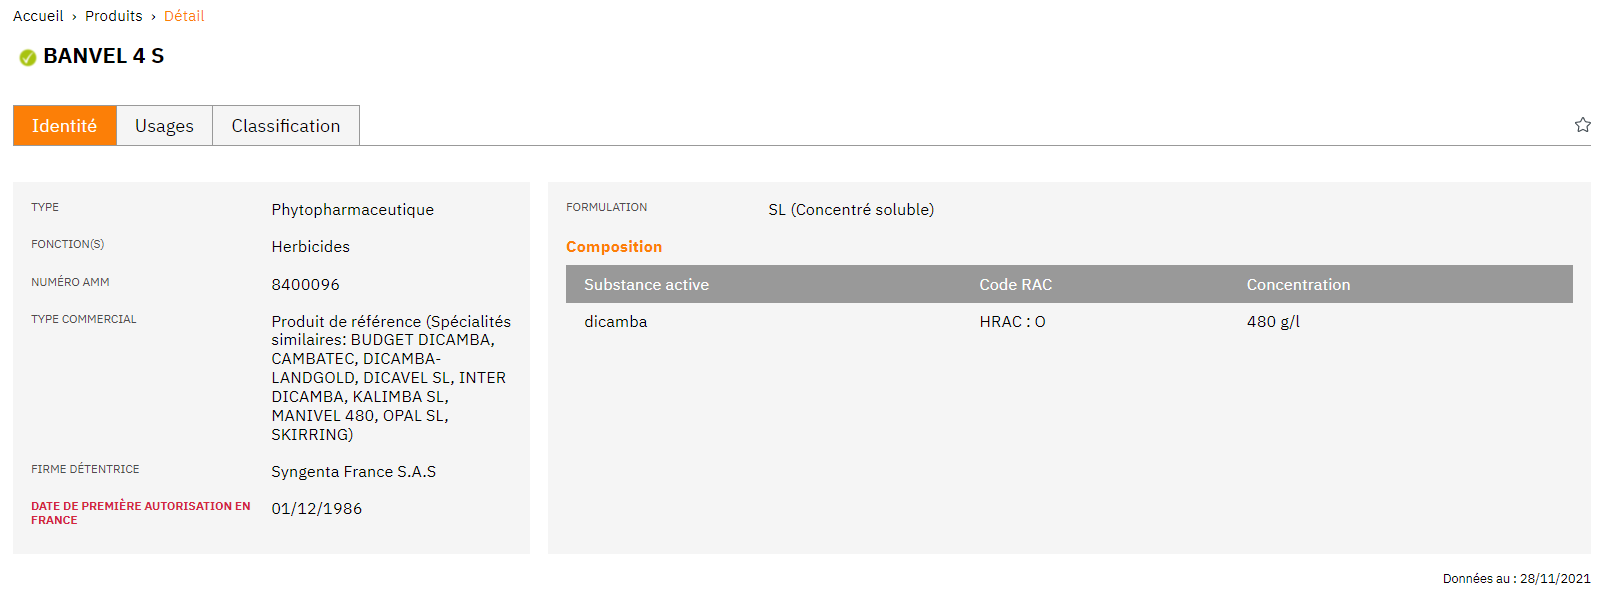 Accueil › Produits › Détail
BANVEL 4 S
Identité
Usages
Classification
TYPE
Phytopharmaceutique
FONCTION(S)
Herbicides
NUMÉRO AMM
8400096
TYPE COMMERCIAL
Produit de référence (Spécialités
similaires: BUDGET DICAMBA,
CAMBATEC, DICAMBA-
LANDGOLD, DICAVEL SL, INTER
DICAMBA, KALIMBA SL,
MANIVEL 480, OPAL SL,
SKIRRING)
FIRME DÉTENTRICE
Syngenta France S.A.S
DATE DE PREMIÈRE AUTORISATION EN
FRANCE
01/12/1986
FORMULATION
SL (Concentré soluble)
Composition
Substance active Code RAC Concentration
dicamba HRAC : O 480 g/l
Données au : 28/11/2021